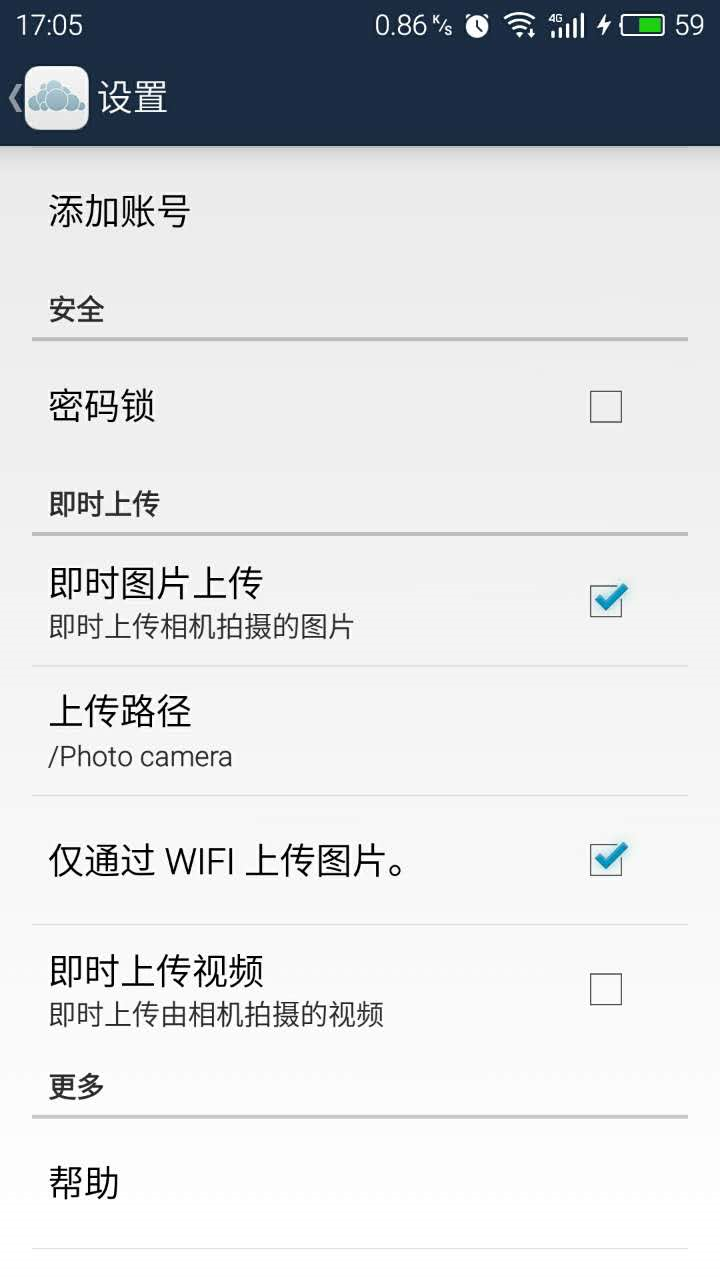 17:05 0.86 K/s 4G 59
设置
添加账号
安全
密码锁
即时上传
即时图片上传
即时上传相机拍摄的图片
上传路径
/Photo camera
仅通过 WIFI 上传图片。
即时上传视频
即时上传由相机拍摄的视频
更多
帮助